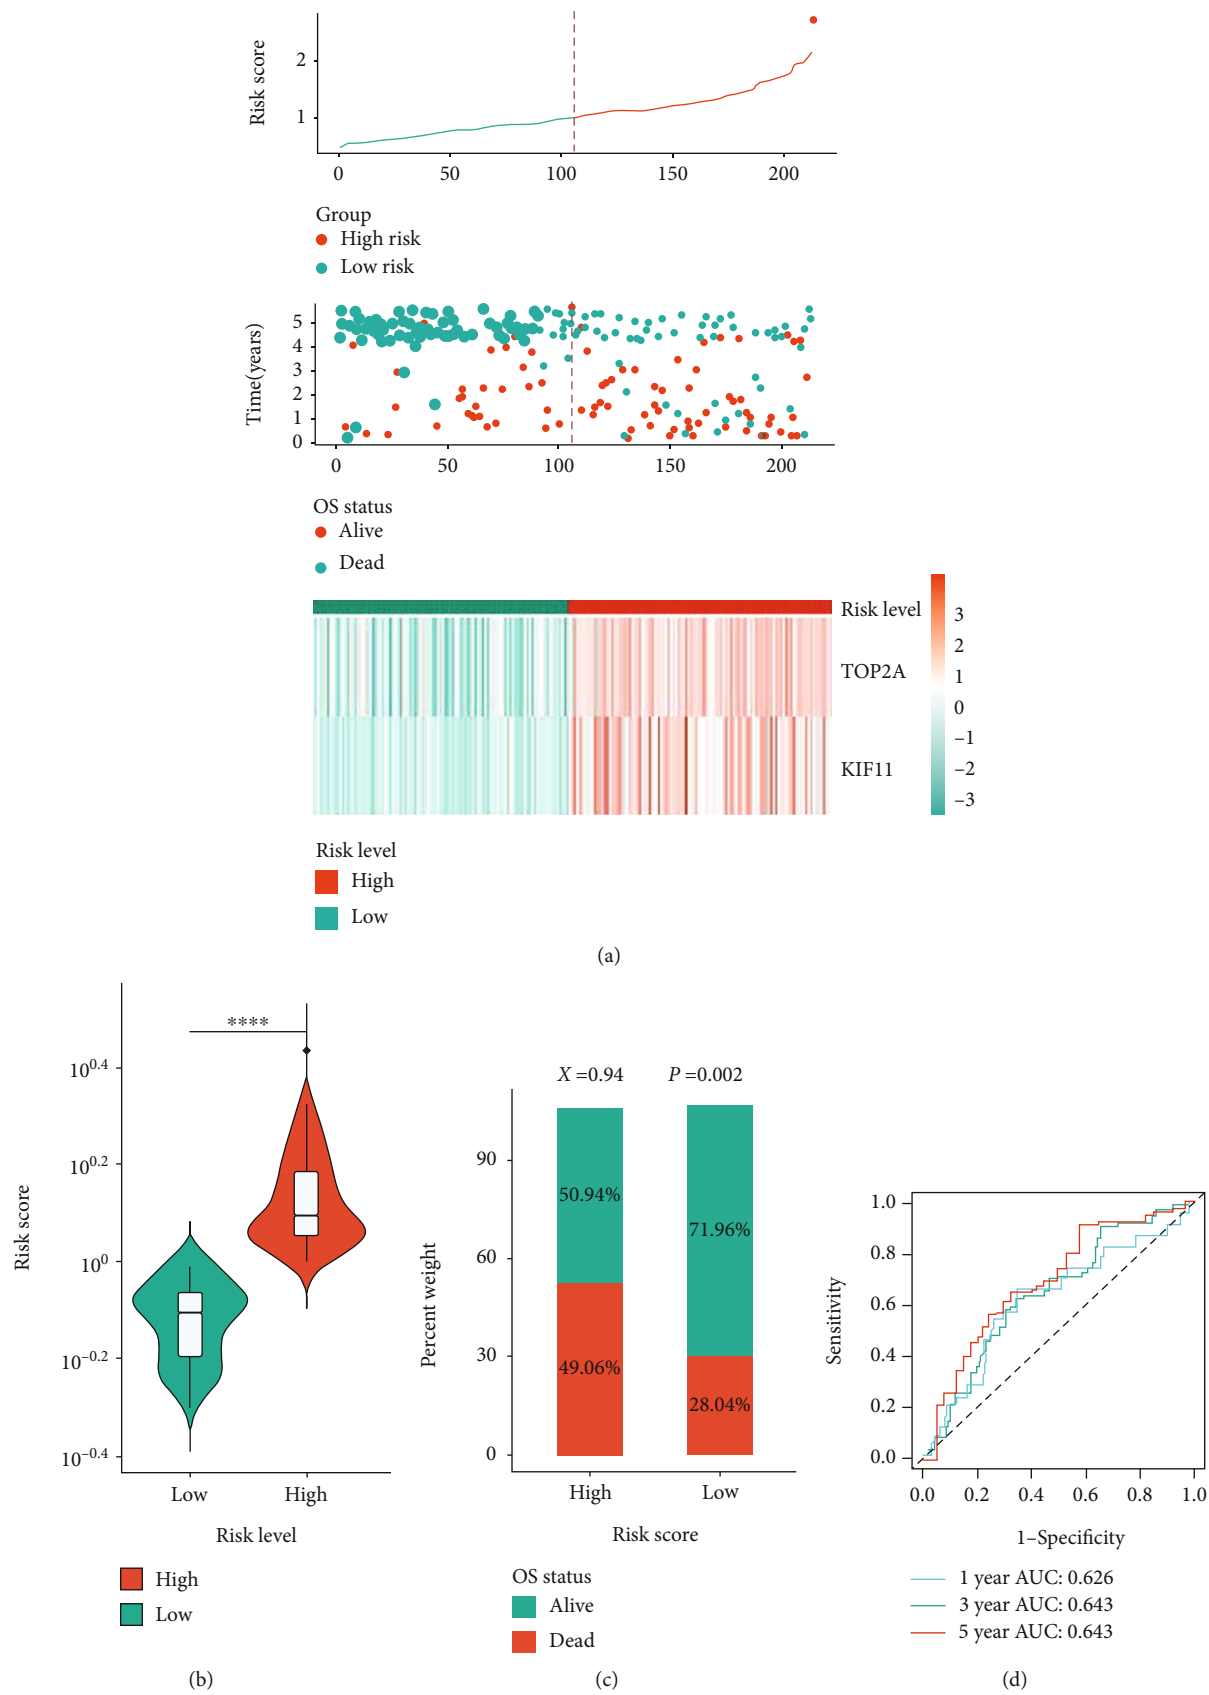 Risk score
2
1
0 50 100 150 200
Group
High risk
Low risk
Time(years)
5
4
3
2
1
0
0 50 100 150 200
OS status
Alive
Dead
Risk level
TOP2A
KIF11
3
2
1
0
–1
–2
–3
Risk level
High
Low
(a)
Risk score
****
10^0.4
10^0.2
10^0
10^–0.2
10^–0.4
Low High
Risk level
High
Low
(b)
Percent weight
X =0.94 P =0.002
90
60
30
0
50.94%
49.06%
71.96%
28.04%
High Low
Risk score
OS status
Alive
Dead
(c)
Sensitivity
1.0
0.8
0.6
0.4
0.2
0.0
0.0 0.2 0.4 0.6 0.8 1.0
1–Specificity
1 year AUC: 0.626
3 year AUC: 0.643
5 year AUC: 0.643
(d)